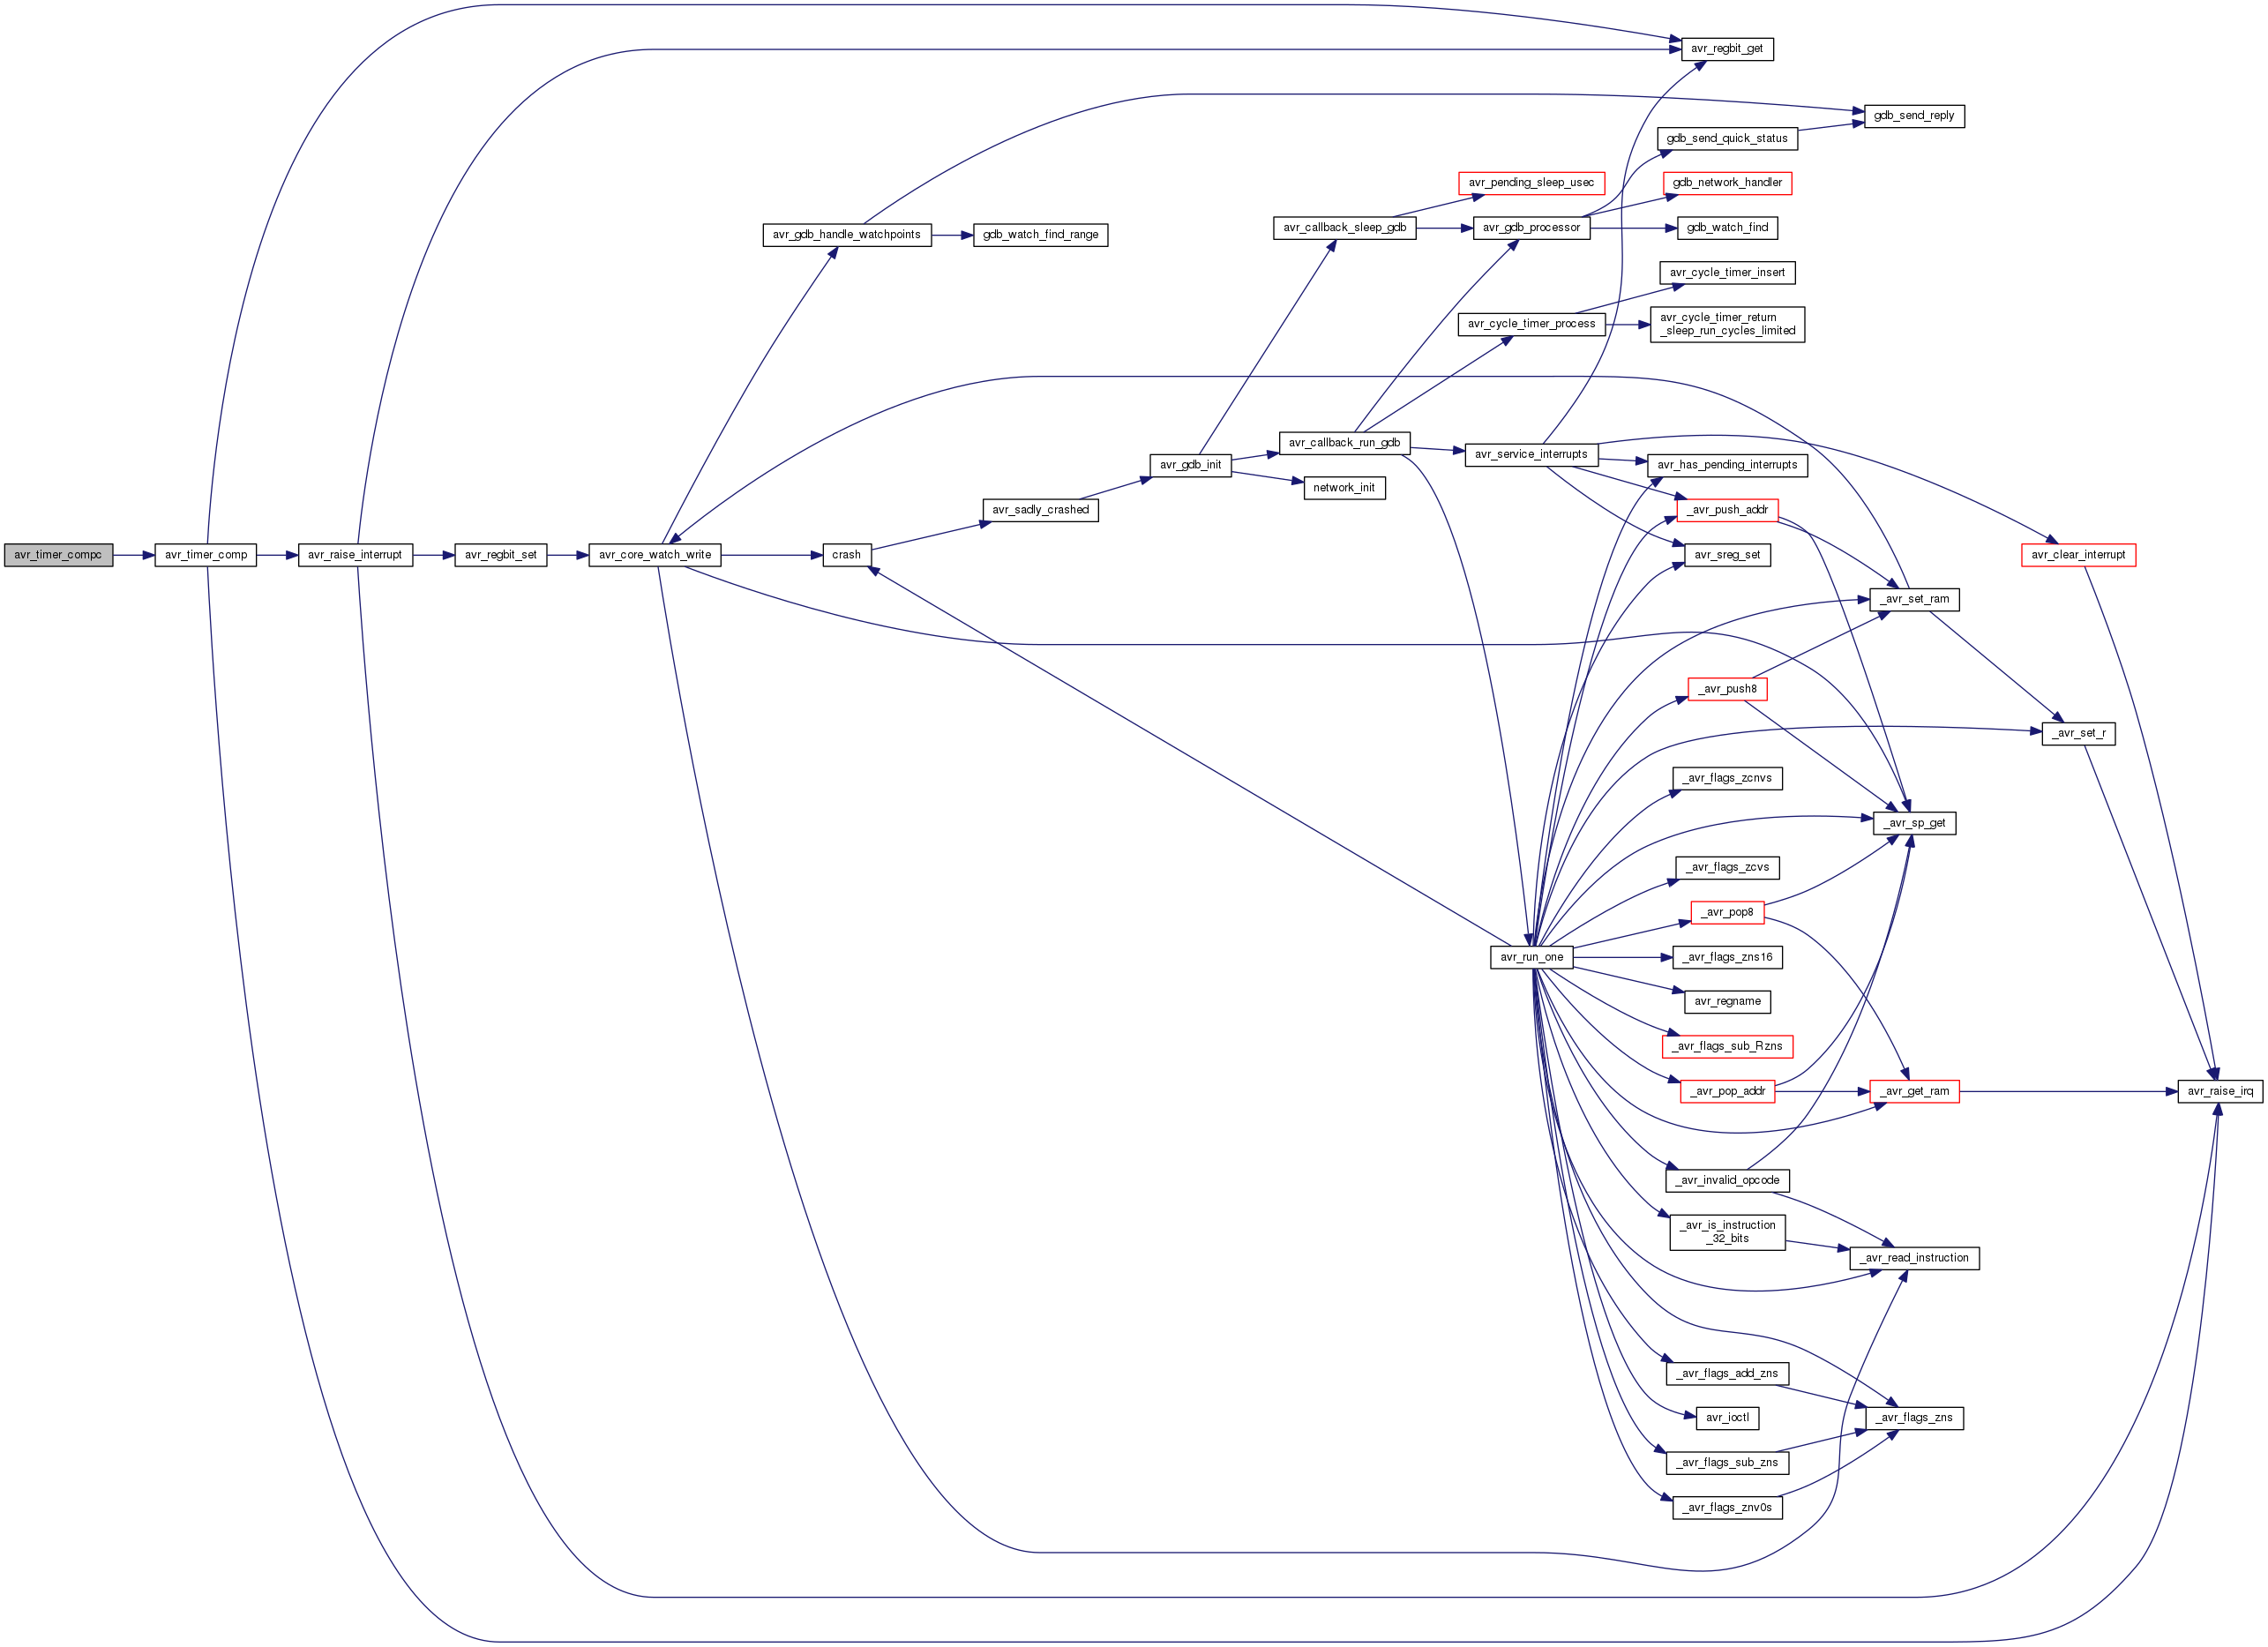 avr_regbit_get
gdb_send_reply
gdb_send_quick_status
avr_pending_sleep_usec
gdb_network_handler
avr_gdb_handle_watchpoints
gdb_watch_find_range
avr_callback_sleep_gdb
avr_gdb_processor
gdb_watch_find
avr_cycle_timer_insert
avr_cycle_timer_process
avr_cycle_timer_return
_sleep_run_cycles_limited
avr_callback_run_gdb
avr_service_interrupts
avr_gdb_init
avr_has_pending_interrupts
network_init
avr_sadly_crashed
_avr_push_addr
avr_timer_compc
avr_timer_comp
avr_raise_interrupt
avr_regbit_set
avr_core_watch_write
crash
avr_sreg_set
avr_clear_interrupt
_avr_set_ram
_avr_push8
_avr_set_r
_avr_flags_zcnvs
_avr_sp_get
_avr_flags_zcvs
_avr_pop8
avr_run_one
_avr_flags_zns16
avr_regname
_avr_flags_sub_Rzns
_avr_pop_addr
_avr_get_ram
avr_raise_irq
_avr_invalid_opcode
_avr_is_instruction
_32_bits
_avr_read_instruction
_avr_flags_add_zns
avr_ioctl
_avr_flags_zns
_avr_flags_sub_zns
_avr_flags_znv0s